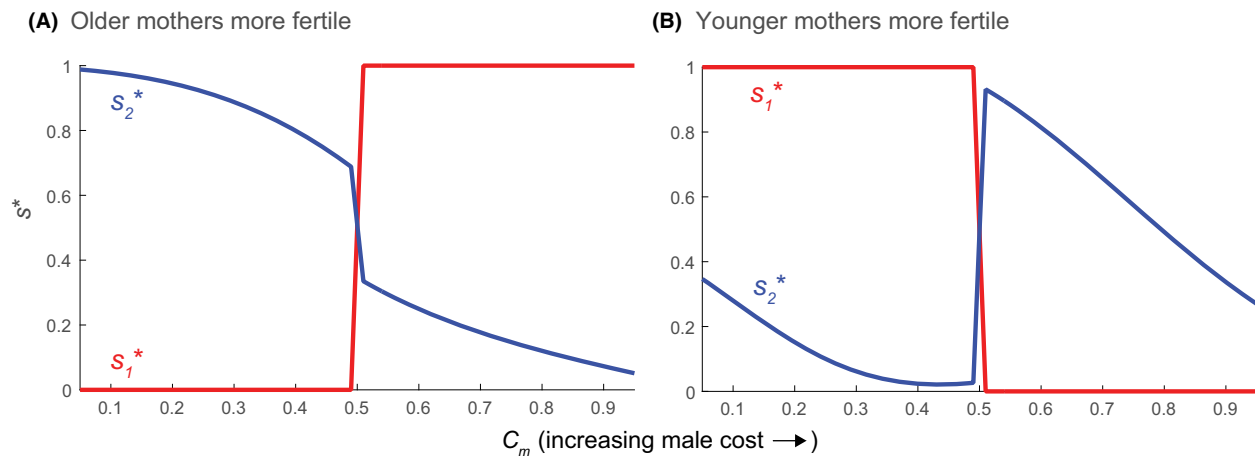 (A) Older mothers more fertile
(B) Younger mothers more fertile
s*
1
0.8
0.6
0.4
0.2
0
s2*
s1*
0.1 0.2 0.3 0.4 0.5 0.6 0.7 0.8 0.9
1
0.8
0.6
0.4
0.2
0
s1*
s2*
0.1 0.2 0.3 0.4 0.5 0.6 0.7 0.8 0.9
Cm (increasing male cost →)